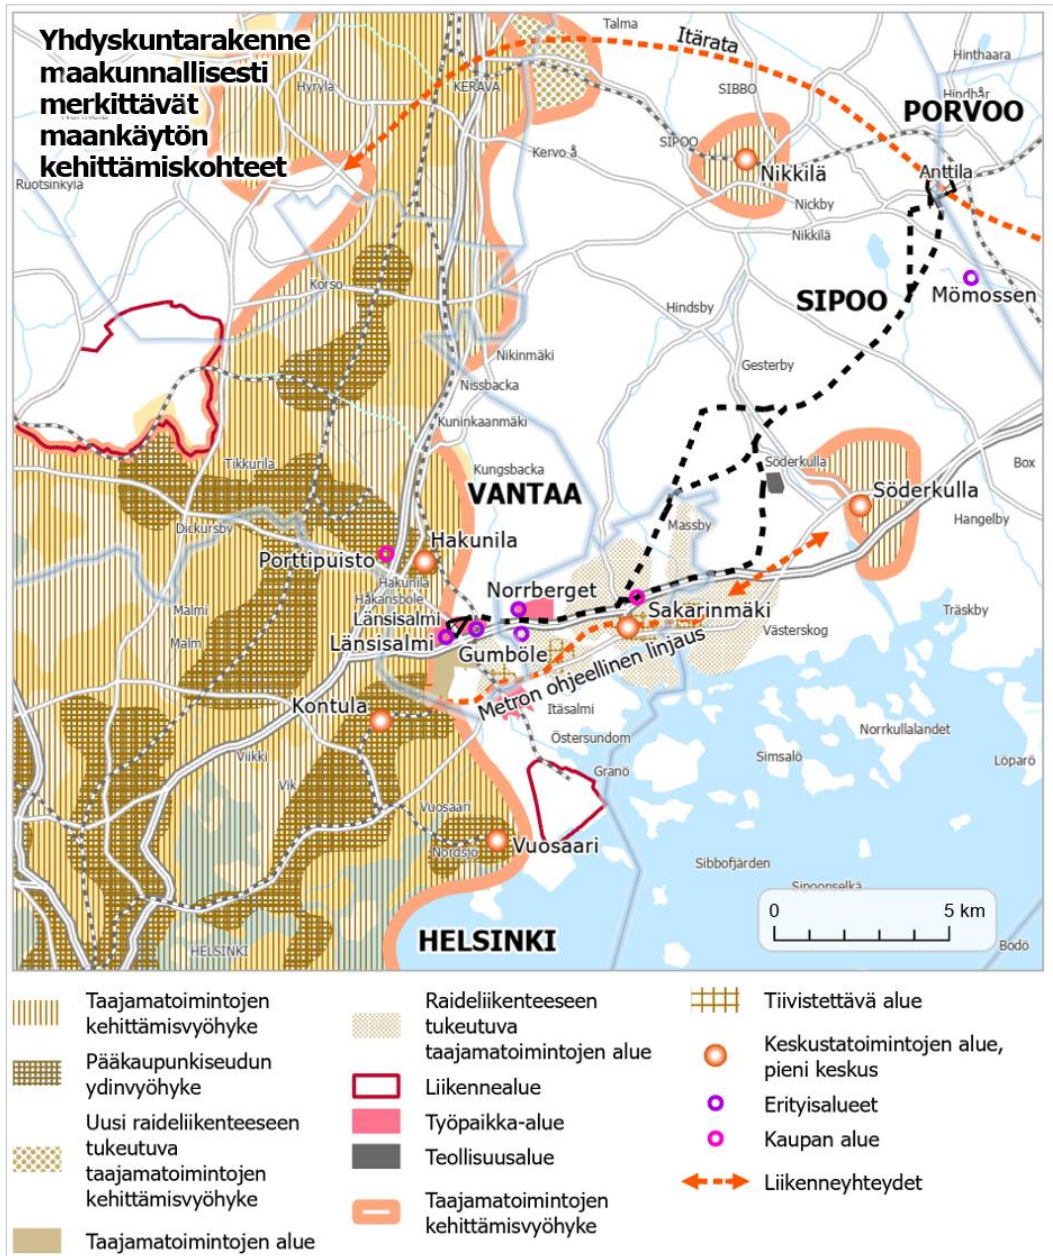 Yhdyskuntarakenne
maakunnallisesti
merkittävät
maankäytön
kehittämiskohteet
Talma
Itärata
Hinthaara
Hyrylä
KERAVA
SIBBO
Hindhår
PORVOO
SIPOO
Kervo å
Nikkilä
Anttila
Ruotsinkylä
Nickby
Nikkilä
Korso
SIPOO
Mömossen
Hindsby
Nikinmäki
Gesterby
Nissbacka
Kuninkaanmäki
Tikkurila
Kungsbacka
Söderkulla
Box
VANTAA
Söderkulla
Dickursby
Massby
Hangelby
Hakunila
Porttipuisto
Hakunila
Håkansböle
Norrberget
Malmi
Länsisalmi
Sakarinmäki
Träskby
Malm
Länsisalmi
Gumböle
Västerskog
Metron ohjeellinen linjaus
Kontula
Itäsalmi
Östersundom
Norrkullalandet
Viikki
Simsalö
Löparö
Vik
Granö
Vuosaari
Nordsjö
Vuosaari
Sibbofjärden
Sipoonselkä
HELSINKI
HELSINKI
Bodö
0
5 km
Taajamatoimintojen
kehittämisvyöhyke
Pääkaupunkiseudun
ydinvyöhyke
Uusi raideliikenteeseen
tukeutuva
taajamatoimintojen
kehittämisvyöhyke
Taajamatoimintojen alue
Raideliikenteeseen
tukeutuva
taajamatoimintojen alue
Liikennealue
Työpaikka-alue
Teollisuusalue
Taajamatoimintojen
kehittämisvyöhyke
Tiivistettävä alue
Keskustatoimintojen alue,
pieni keskus
Erityisalueet
Kaupan alue
Liikenneyhteydet